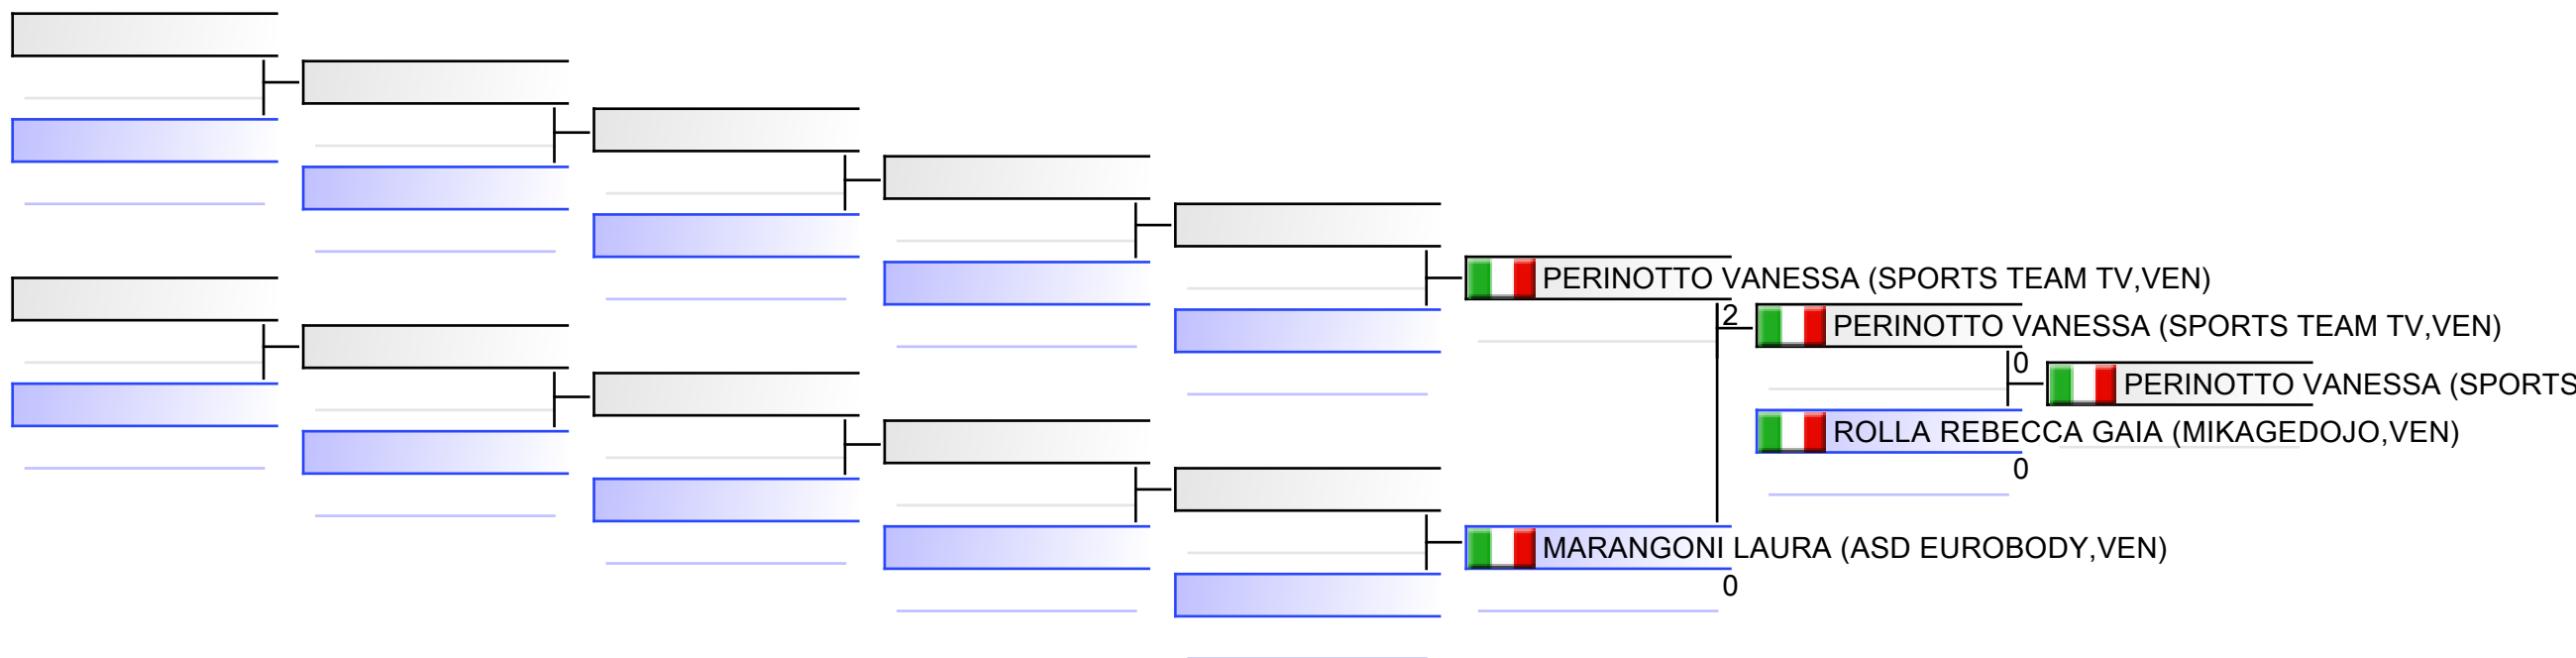 PERINOTTO VANESSA (SPORTS TEAM TV,VEN)
2
PERINOTTO VANESSA (SPORTS TEAM TV,VEN)
0
PERINOTTO VANESSA (SPORTS
ROLLA REBECCA GAIA (MIKAGEDOJO,VEN)
0
MARANGONI LAURA (ASD EUROBODY,VEN)
0